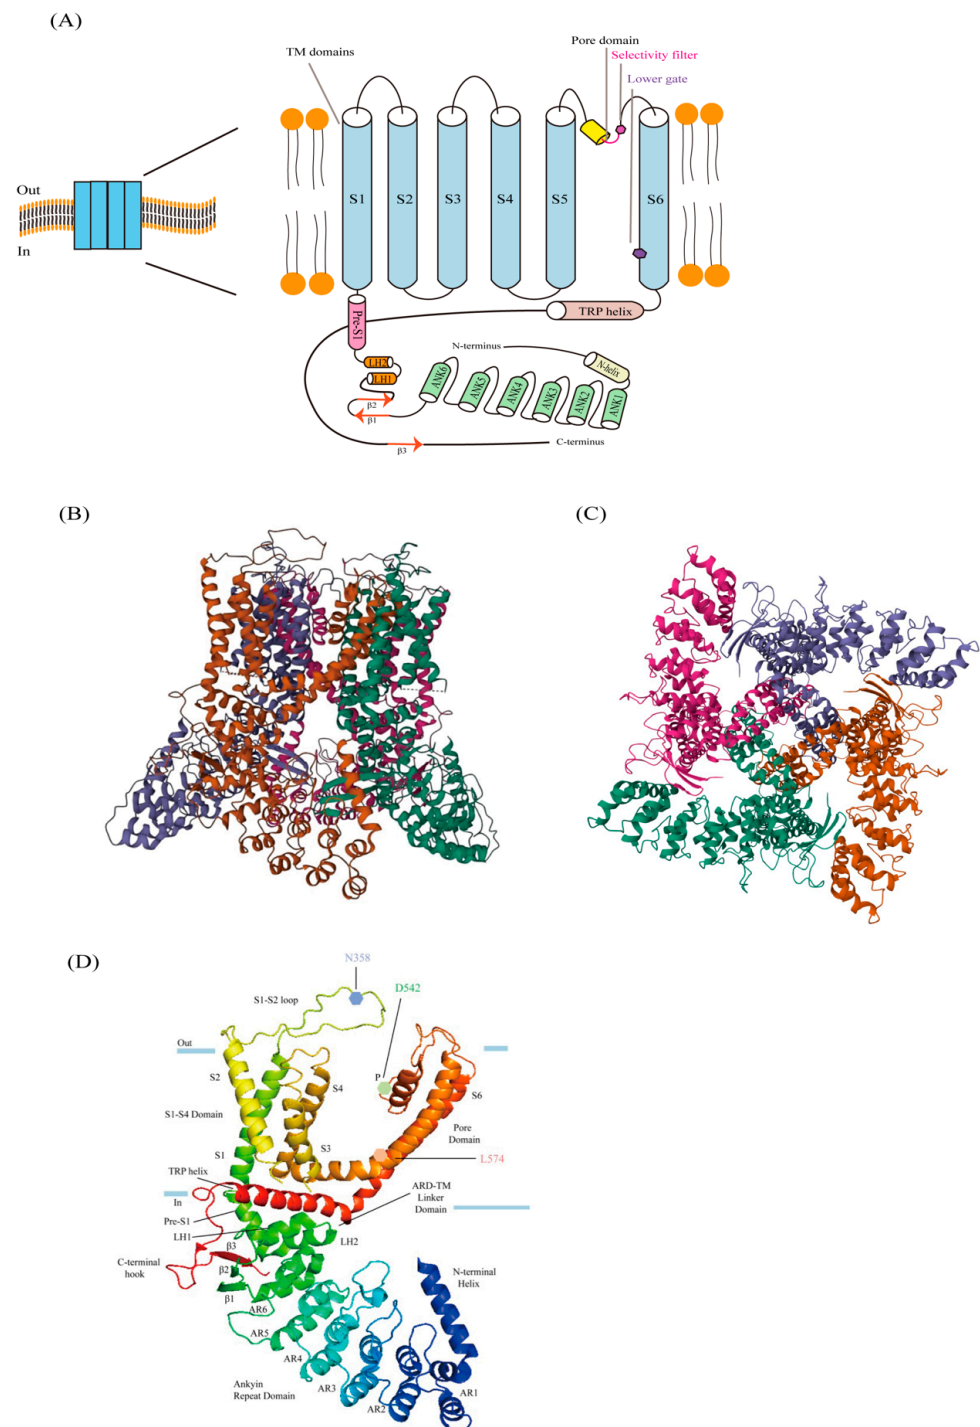 (A)
Pore domain
TM domains
Selectivity filter
Lower gate
Out
In
S1
S2
S3
S4
S5
S6
Pre-S1
TRP helix
N-terminus
N-helix
LH2
LH1
ANK6
ANK5
ANK4
ANK3
ANK2
ANK1
β2
β1
β3
C-terminus
(B)
(C)
(D)
N358
D542
S1-S2 loop
Out
P
S2
S4
S6
S1-S4 Domain
Pore
Domain
S3
S1
L574
TRP helix
ARD-TM
Linker
Domain
In
Pre-S1
LH1
LH2
β3
C-terminal
hook
β2
β1
N-terminal
Helix
AR6
AR5
AR4
AR3
AR2
AR1
Ankyin
Repeat Domain